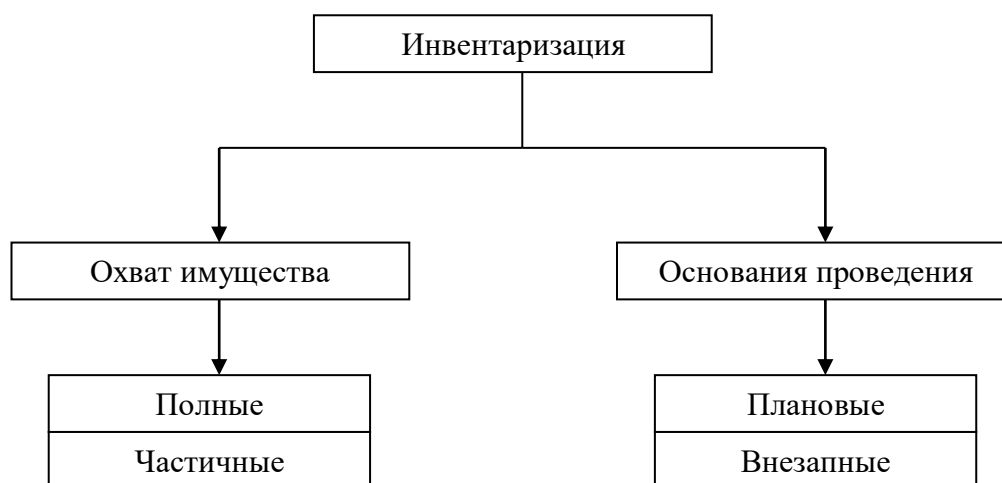 Инвентаризация
Охват имущества
Основания проведения
Полные
Плановые
Частичные
Внезапные